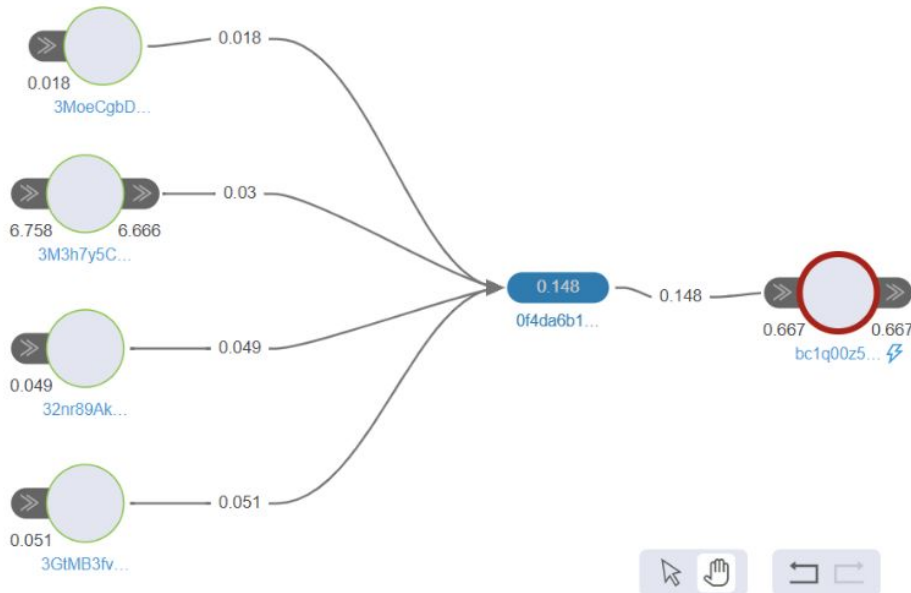 0.018
0.018
3MoeCgbD...
0.03
6.758 6.666
3M3h7y5C...
0.148
0.148
0f4da6b1...
0.667 0.667
bc1q00z5...
0.049
0.049
32nr89Ak...
0.051
0.051
3GtMB3fv...